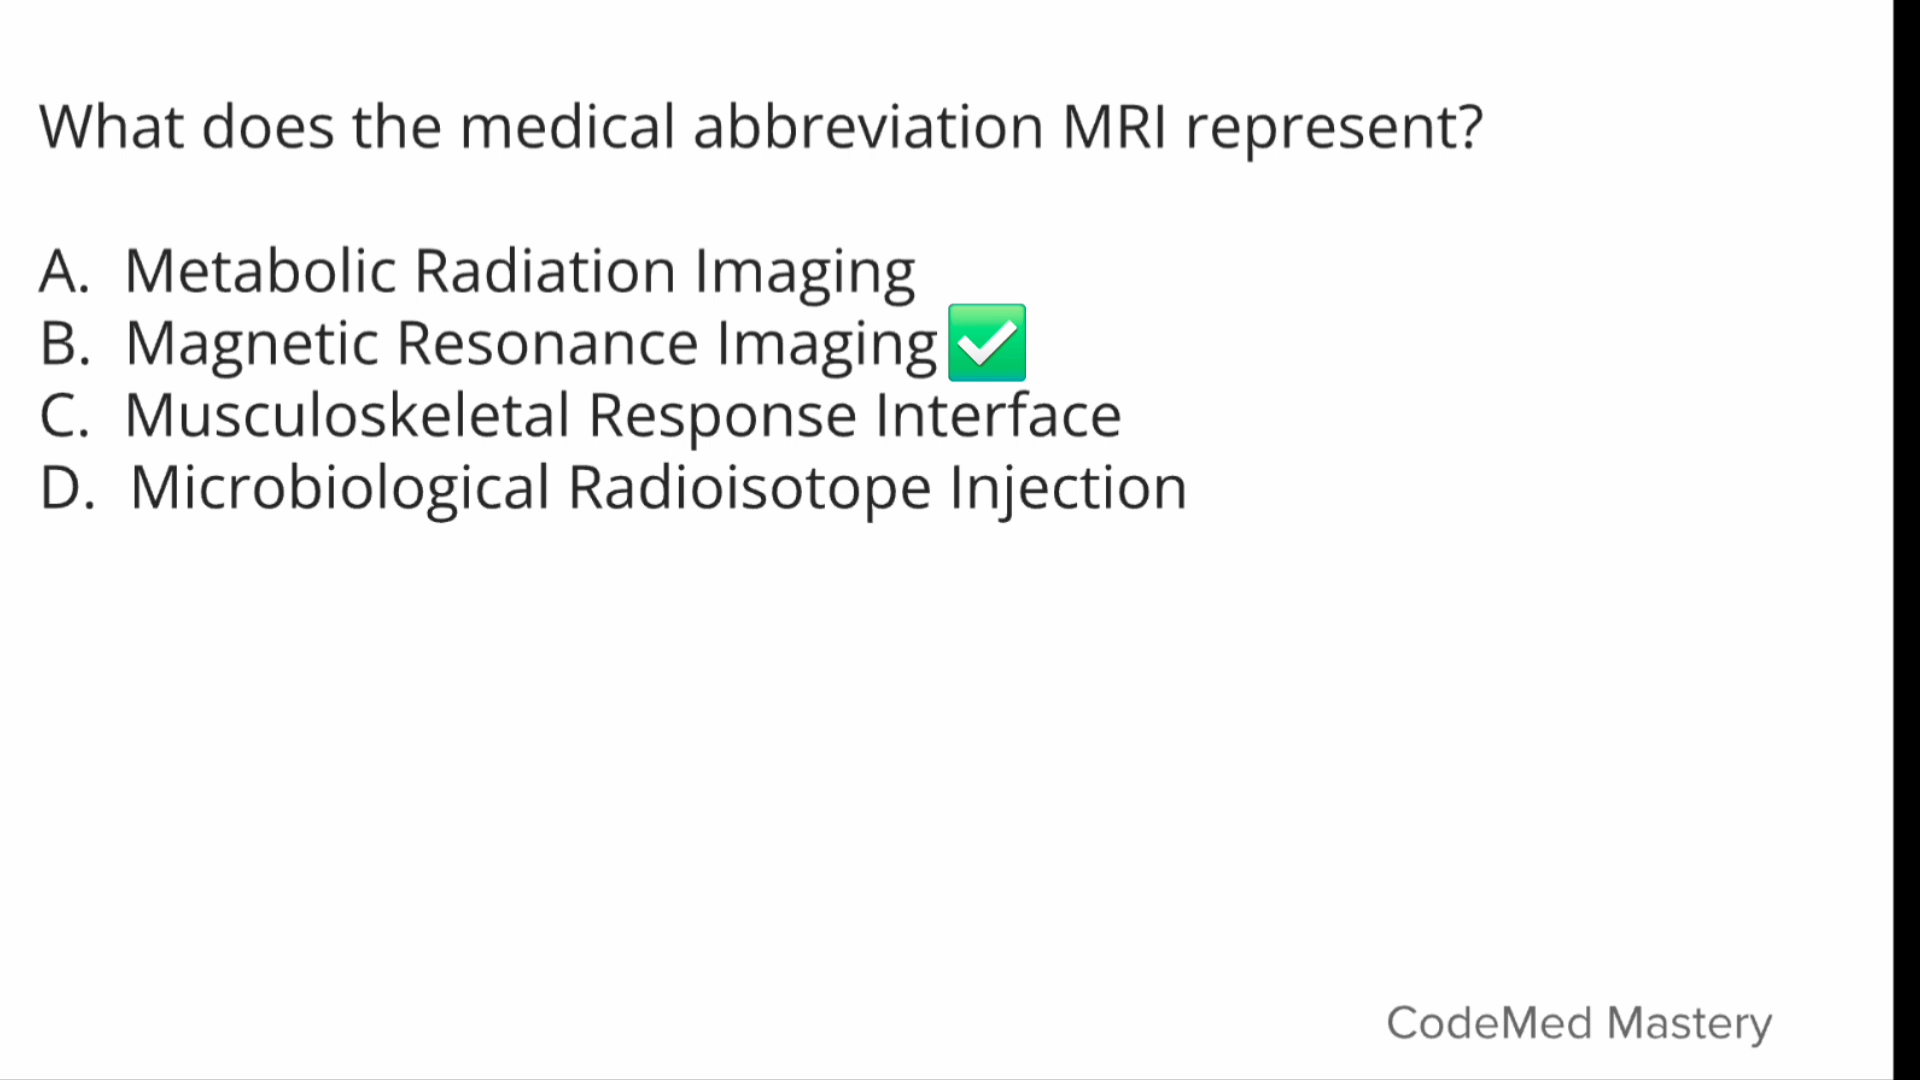 What does the medical abbreviation MRI represent?
A. Metabolic Radiation Imaging
B. Magnetic Resonance Imaging ✅
C. Musculoskeletal Response Interface
D. Microbiological Radioisotope Injection
CodeMed Mastery